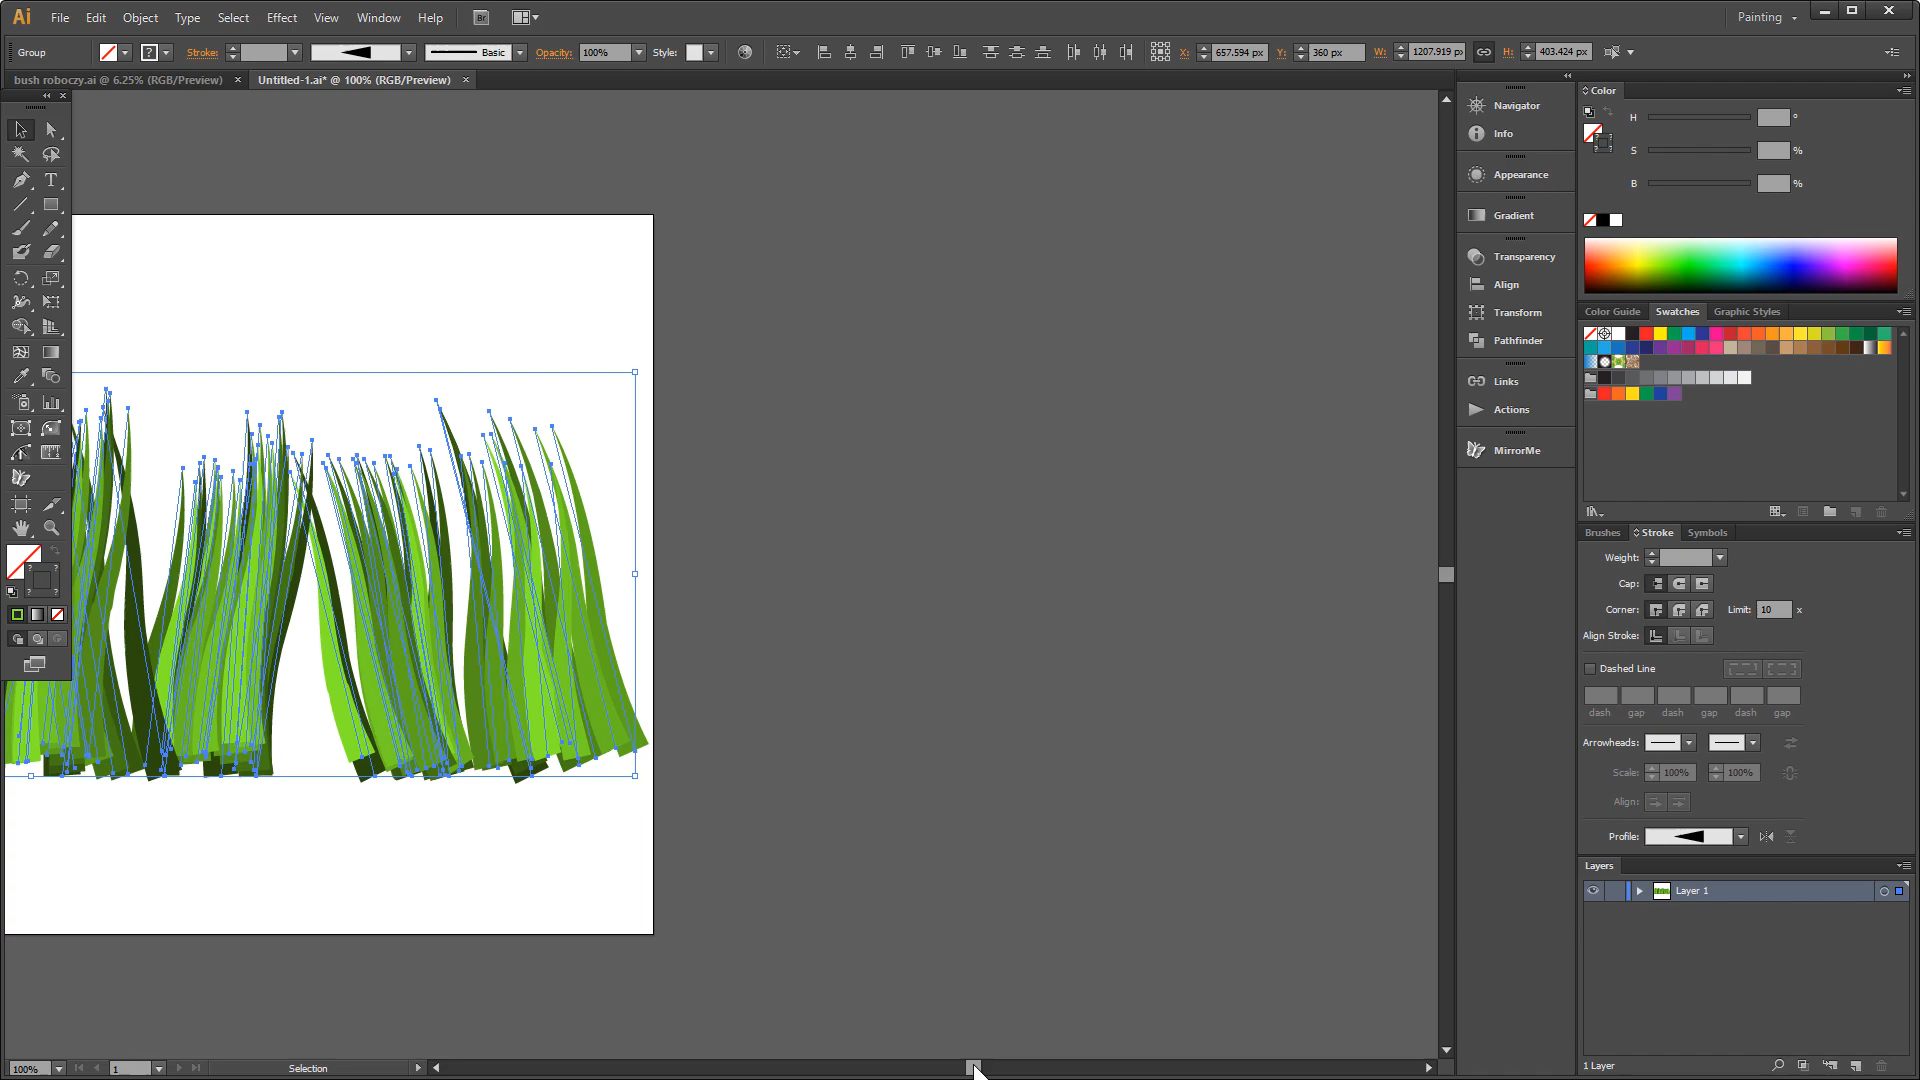 Ai File Edit Object Type Select Effect View Window Help Br Painting
Group Stroke: Basic Opacity: 100% Style: X: 657.594 px Y: 360 px W: 1207.919 px H: 403.424 px
bush roboczy.ai @ 6.25% (RGB/Preview) Untitled-1.ai* @ 100% (RGB/Preview)
Navigator
Info
Appearance
Gradient
Transparency
Align
Transform
Pathfinder
Links
Actions
MirrorMe
Color
H °
S %
B %
Color Guide Swatches Graphic Styles
Brushes Stroke Symbols
Weight:
Cap:
Corner: Limit: 10 x
Align Stroke:
Dashed Line
dash gap dash gap dash gap
Arrowheads:
Scale: 100% 100%
Align:
Profile:
Layers
Layer 1
1 Layer
100% 1 Selection